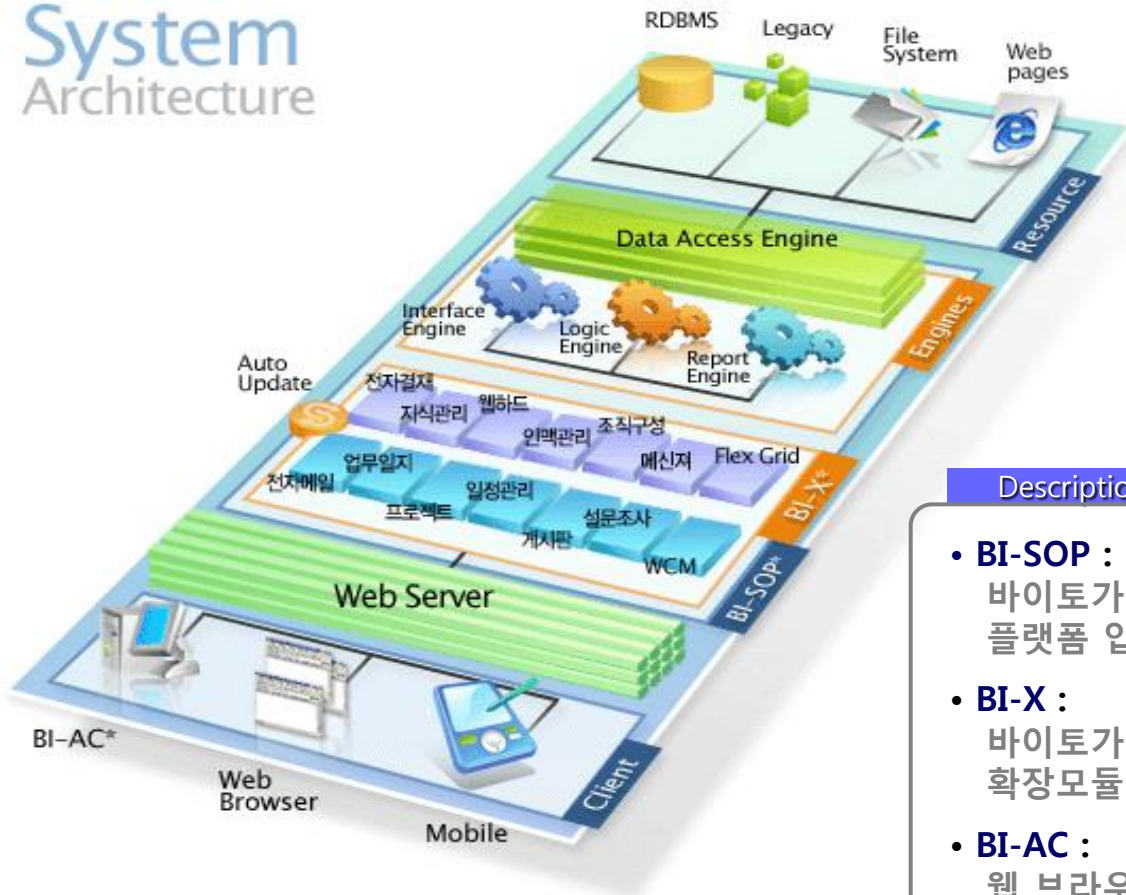 System
Architecture
RDBMS
Legacy
File
System
Web
pages
Resource
Data Access Engine
Engines
Interface
Engine
Logic
Engine
Report
Engine
Auto
Update
S
전자결재
지식관리
웹하드
인맥관리
조직구성
메신져
Flex Grid
BI-X*
전자메일
업무일지
프로젝트
일정관리
게시판
설문조사
WCM
BI-SOP*
Web Server
BI-AC*
Web
Browser
Mobile
Client
Descriptio
• BI-SOP :
바이토가
플랫폼
• BI-X :
바이토가
확장모듈
• BI-AC :
웹